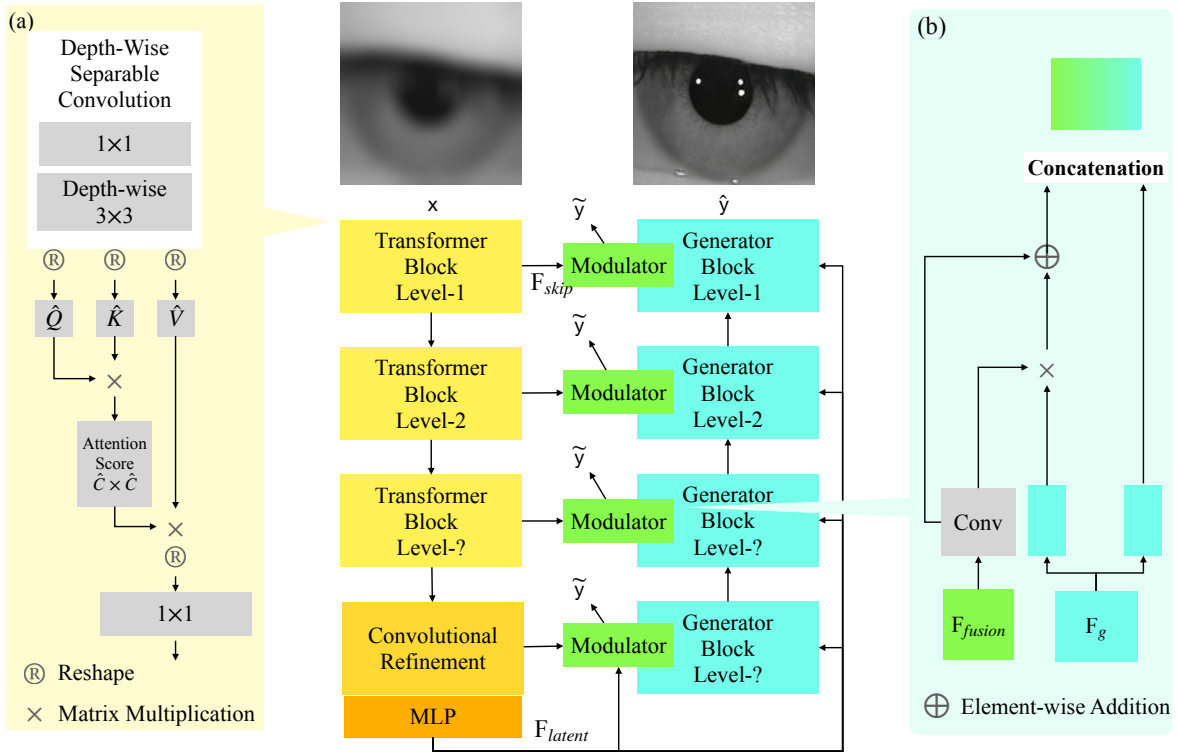 (a)
Depth-Wise
Separable
Convolution
1×1
Depth-wise
3×3
Ⓡ Ⓡ Ⓡ
Q̂ K̂ V̂
×
Attention
Score
Ĉ × Ĉ
×
Ⓡ
1×1
Ⓡ Reshape
× Matrix Multiplication
x
ŷ
Transformer
Block
Level-1
F_skip
ỹ
Modulator
Generator
Block
Level-1
Transformer
Block
Level-2
ỹ
Modulator
Generator
Block
Level-2
Transformer
Block
Level-?
ỹ
Modulator
Generator
Block
Level-?
Convolutional
Refinement
ỹ
Modulator
Generator
Block
Level-?
MLP
F_latent
(b)
Concatenation
⊕
×
Conv
F_fusion
F_g
⊕ Element-wise Addition